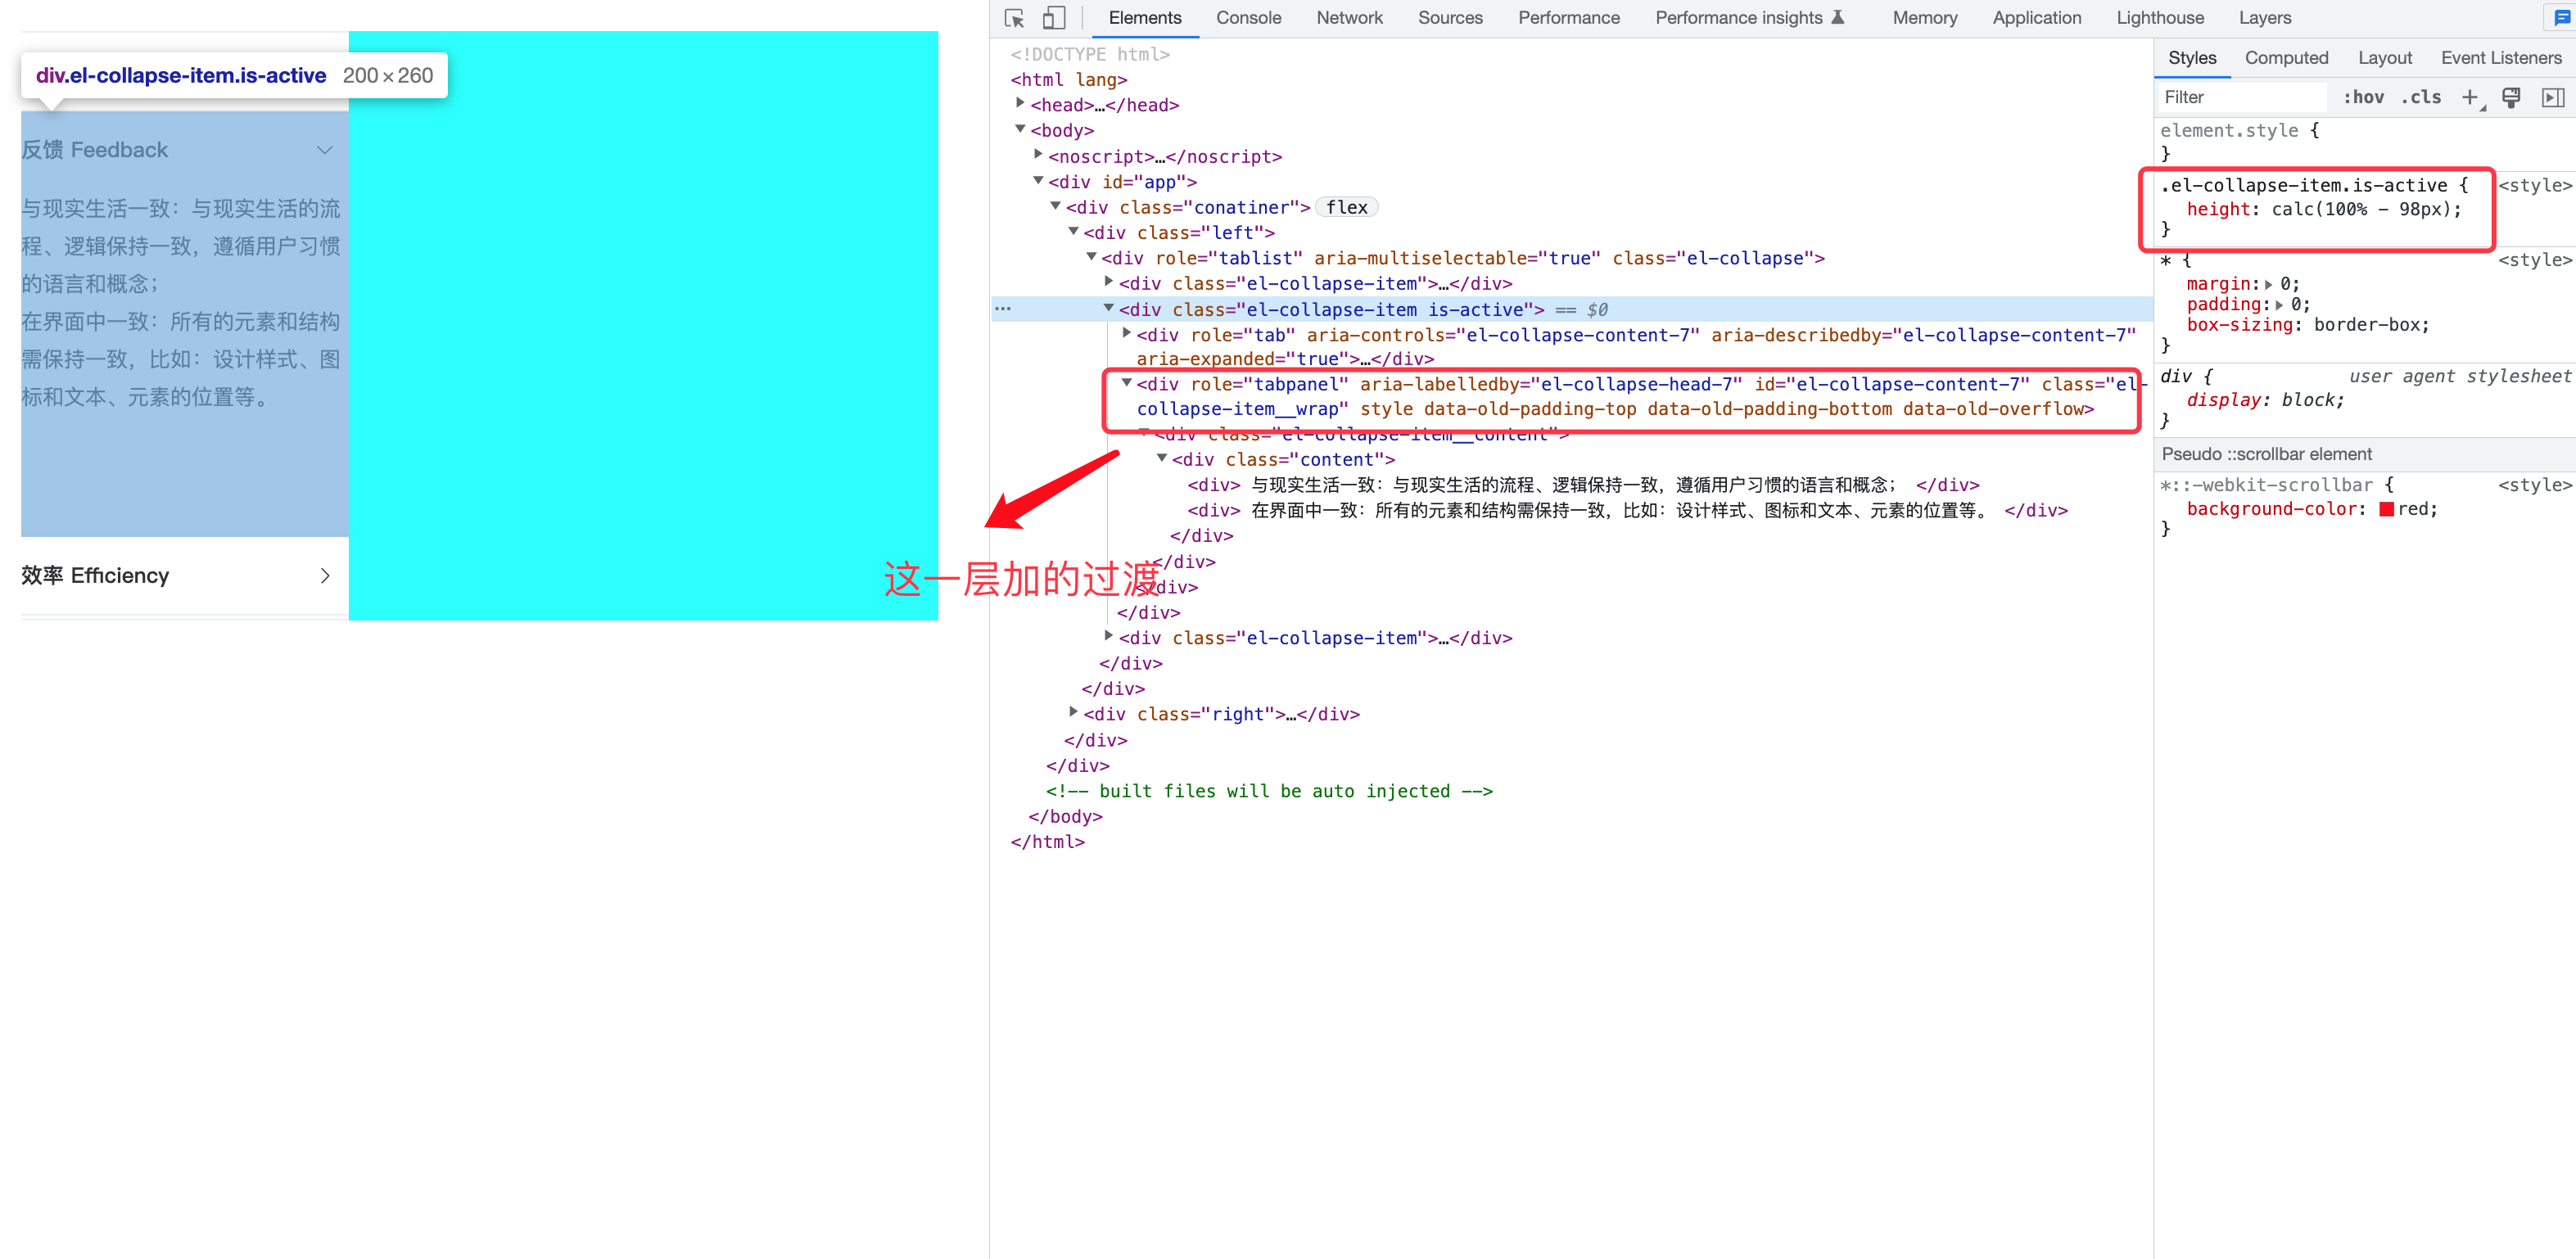 div.el-collapse-item.is-active 200 × 260
反馈 Feedback
与现实生活一致：与现实生活的流
程、逻辑保持一致，遵循用户习惯
的语言和概念；
在界面中一致：所有的元素和结构
需保持一致，比如：设计样式、图
标和文本、元素的位置等。
效率 Efficiency
这一层加的过渡
Elements Console Network Sources Performance Performance insights Memory Application Lighthouse Layers
<!DOCTYPE html>
<html lang>
<head>…</head>
<body>
<noscript>…</noscript>
<div id="app">
<div class="conatiner"> flex
<div class="left">
<div role="tablist" aria-multiselectable="true" class="el-collapse">
<div class="el-collapse-item">…</div>
<div class="el-collapse-item is-active"> == $0
<div role="tab" aria-controls="el-collapse-content-7" aria-describedby="el-collapse-content-7"
aria-expanded="true">…</div>
<div role="tabpanel" aria-labelledby="el-collapse-head-7" id="el-collapse-content-7" class="el-
collapse-item__wrap" style data-old-padding-top data-old-padding-bottom data-old-overflow>
<div class="el-collapse-item__content">
<div class="content">
<div> 与现实生活一致：与现实生活的流程、逻辑保持一致，遵循用户习惯的语言和概念； </div>
<div> 在界面中一致：所有的元素和结构需保持一致，比如：设计样式、图标和文本、元素的位置等。 </div>
</div>
</div>
</div>
</div>
<div class="el-collapse-item">…</div>
</div>
</div>
<div class="right">…</div>
</div>
</div>
<!-- built files will be auto injected -->
</body>
</html>
Styles Computed Layout Event Listeners
Filter :hov .cls
element.style {
}
.el-collapse-item.is-active { <style>
height: calc(100% - 98px);
}
* { <style>
margin: 0;
padding: 0;
box-sizing: border-box;
}
div { user agent stylesheet
display: block;
}
Pseudo ::scrollbar element
*::-webkit-scrollbar { <style>
background-color: red;
}